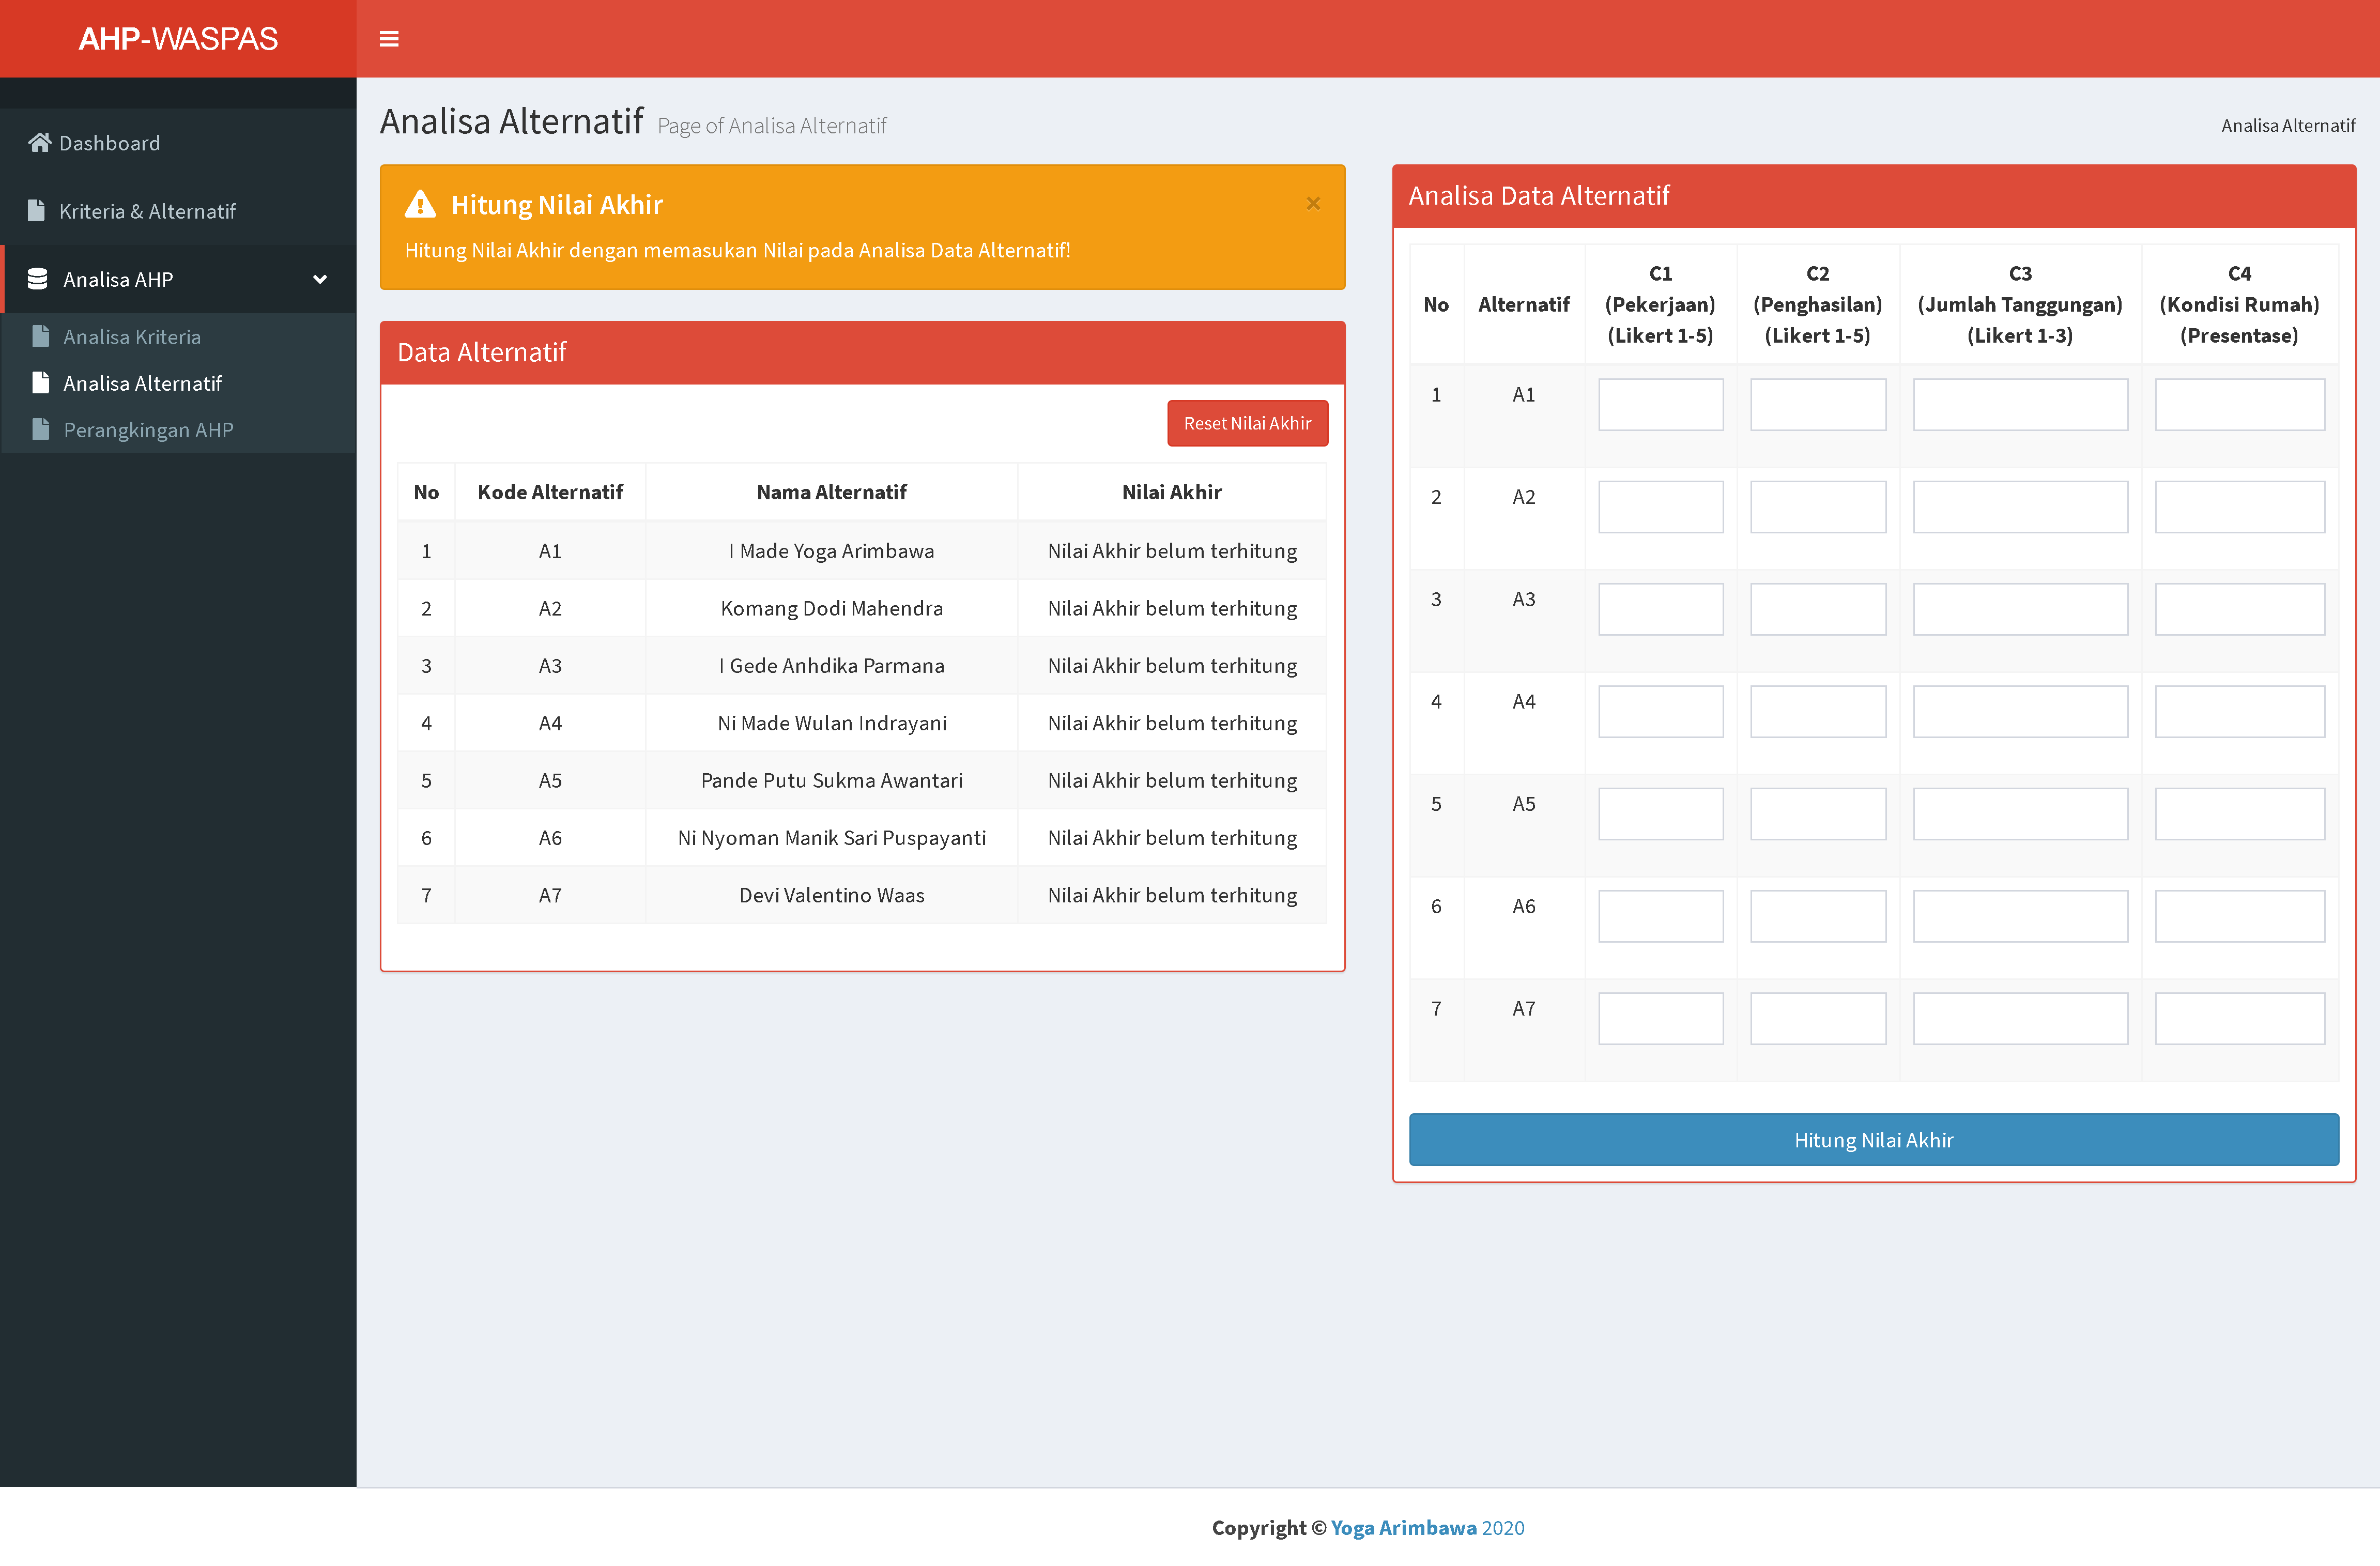 AHP-WASPAS
Dashboard
Kriteria & Alternatif
Analisa AHP
Analisa Kriteria
Analisa Alternatif
Perangkingan AHP
Analisa Alternatif Page of Analisa Alternatif
Analisa Alternatif
Hitung Nilai Akhir ×
Hitung Nilai Akhir dengan memasukan Nilai pada Analisa Data Alternatif!
Data Alternatif
Reset Nilai Akhir
No Kode Alternatif Nama Alternatif Nilai Akhir
1 A1 I Made Yoga Arimbawa Nilai Akhir belum terhitung
2 A2 Komang Dodi Mahendra Nilai Akhir belum terhitung
3 A3 I Gede Anhdika Parmana Nilai Akhir belum terhitung
4 A4 Ni Made Wulan Indrayani Nilai Akhir belum terhitung
5 A5 Pande Putu Sukma Awantari Nilai Akhir belum terhitung
6 A6 Ni Nyoman Manik Sari Puspayanti Nilai Akhir belum terhitung
7 A7 Devi Valentino Waas Nilai Akhir belum terhitung
Analisa Data Alternatif
C1 C2 C3 C4
No Alternatif (Pekerjaan) (Penghasilan) (Jumlah Tanggungan) (Kondisi Rumah)
(Likert 1-5) (Likert 1-5) (Likert 1-3) (Presentase)
1 A1
2 A2
3 A3
4 A4
5 A5
6 A6
7 A7
Hitung Nilai Akhir
Copyright © Yoga Arimbawa 2020